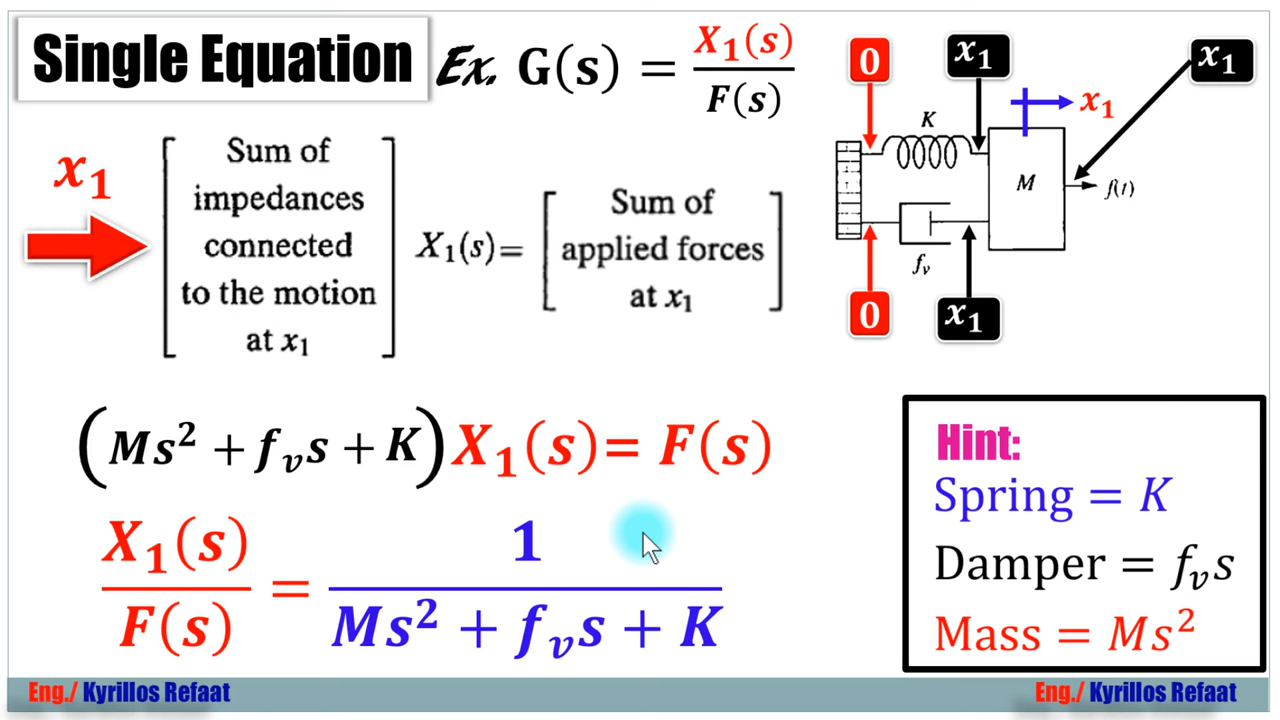 Single Equation
Ex. G(s) = X₁(s) / F(s)
x₁
Sum of
impedances
connected
to the motion
at x₁
X₁(s)=
Sum of
applied forces
at x₁
0
x₁
x₁
K
x₁
M
f(t)
fᵥ
0
x₁
(Ms² + fᵥs + K)X₁(s)= F(s)
X₁(s) / F(s) = 1 / Ms² + fᵥs + K
Hint:
Spring = K
Damper = fᵥs
Mass = Ms²
Eng./ Kyrillos Refaat
Eng./ Kyrillos Refaat